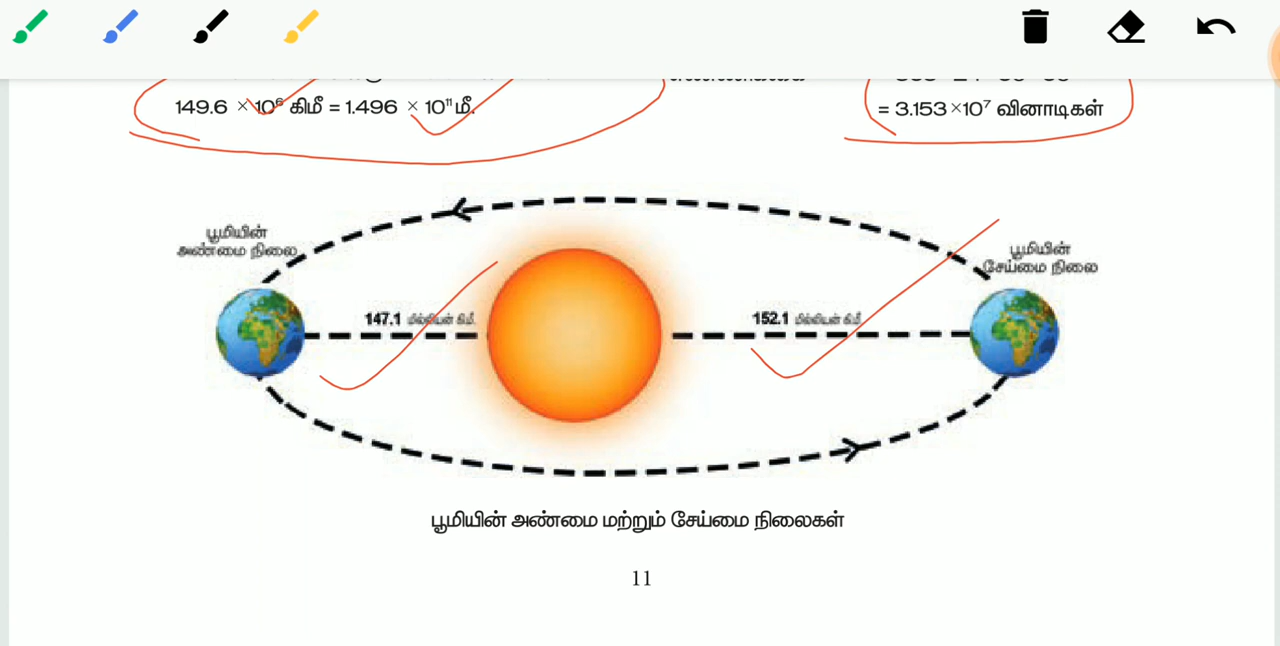 149.6 × 10⁶ கிமீ = 1.496 × 10¹¹ மீ.
= 3.153 ×10⁷ வினாடிகள்
பூமியின்
அண்மை நிலை
பூமியின்
சேய்மை நிலை
147.1 மில்லியன் கி.மீ.
152.1 மில்லியன் கி.மீ.
பூமியின் அண்மை மற்றும் சேய்மை நிலைகள்
11